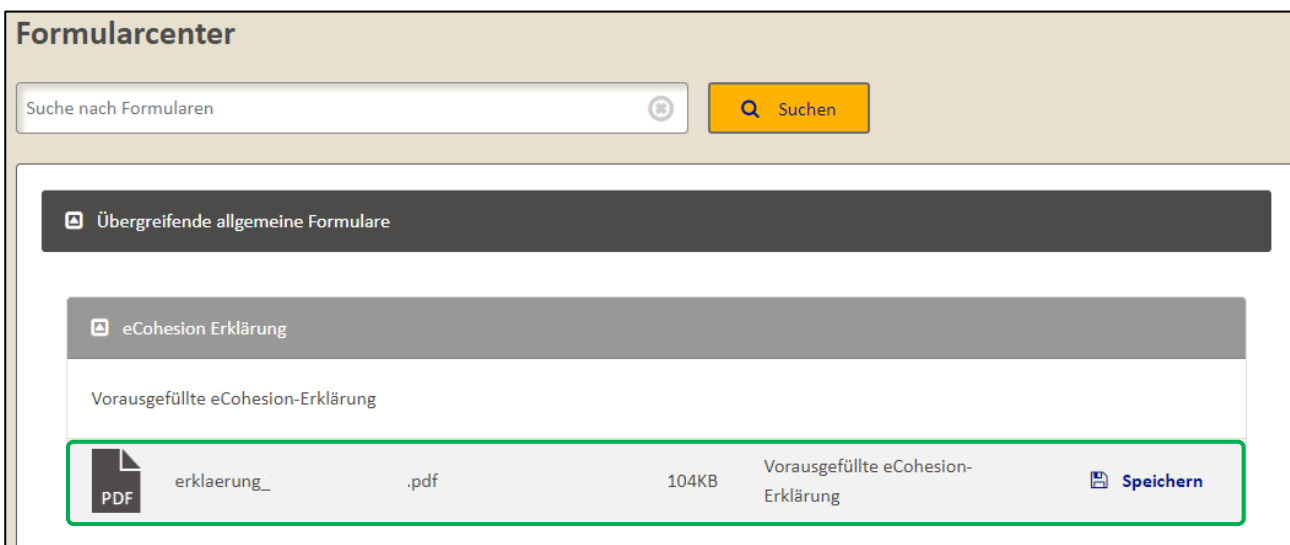 Formularcenter
Suche nach Formularen
Suchen
Übergreifende allgemeine Formulare
eCohesion Erklärung
Vorausgefüllte eCohesion-Erklärung
PDF erklaerung_ .pdf 104KB Vorausgefüllte eCohesion-
Erklärung
Speichern